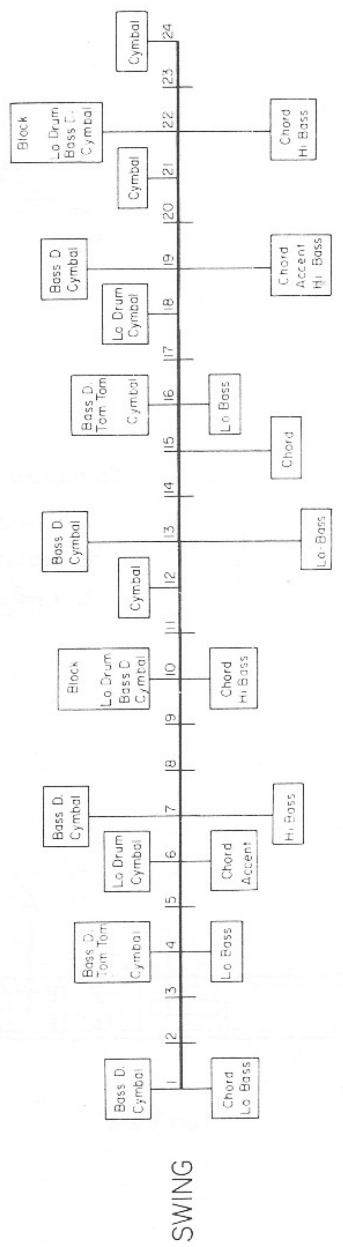 SWING
Bass D.
Cymbal
1
Chord
Lo Bass
2
3
Bass D.
Tom Tom
Cymbal
4
Lo Bass
5
Lo Drum
Cymbal
6
Chord
Accent
Bass D.
Cymbal
7
Hi Bass
8
9
Block
Lo Drum
Bass D.
Cymbal
10
Chord
Hi Bass
11
Cymbal
12
Bass D.
Cymbal
13
Lo-Bass
14
15
Chord
Bass D.
Tom Tom
Cymbal
16
Lo Bass
17
Lo Drum
Cymbal
18
Bass D
Cymbal
19
Chord
Accent
Hi Bass
20
Cymbal
21
Block
Lo Drum
Bass D.
Cymbal
22
Chord
Hi Bass
23
Cymbal
24